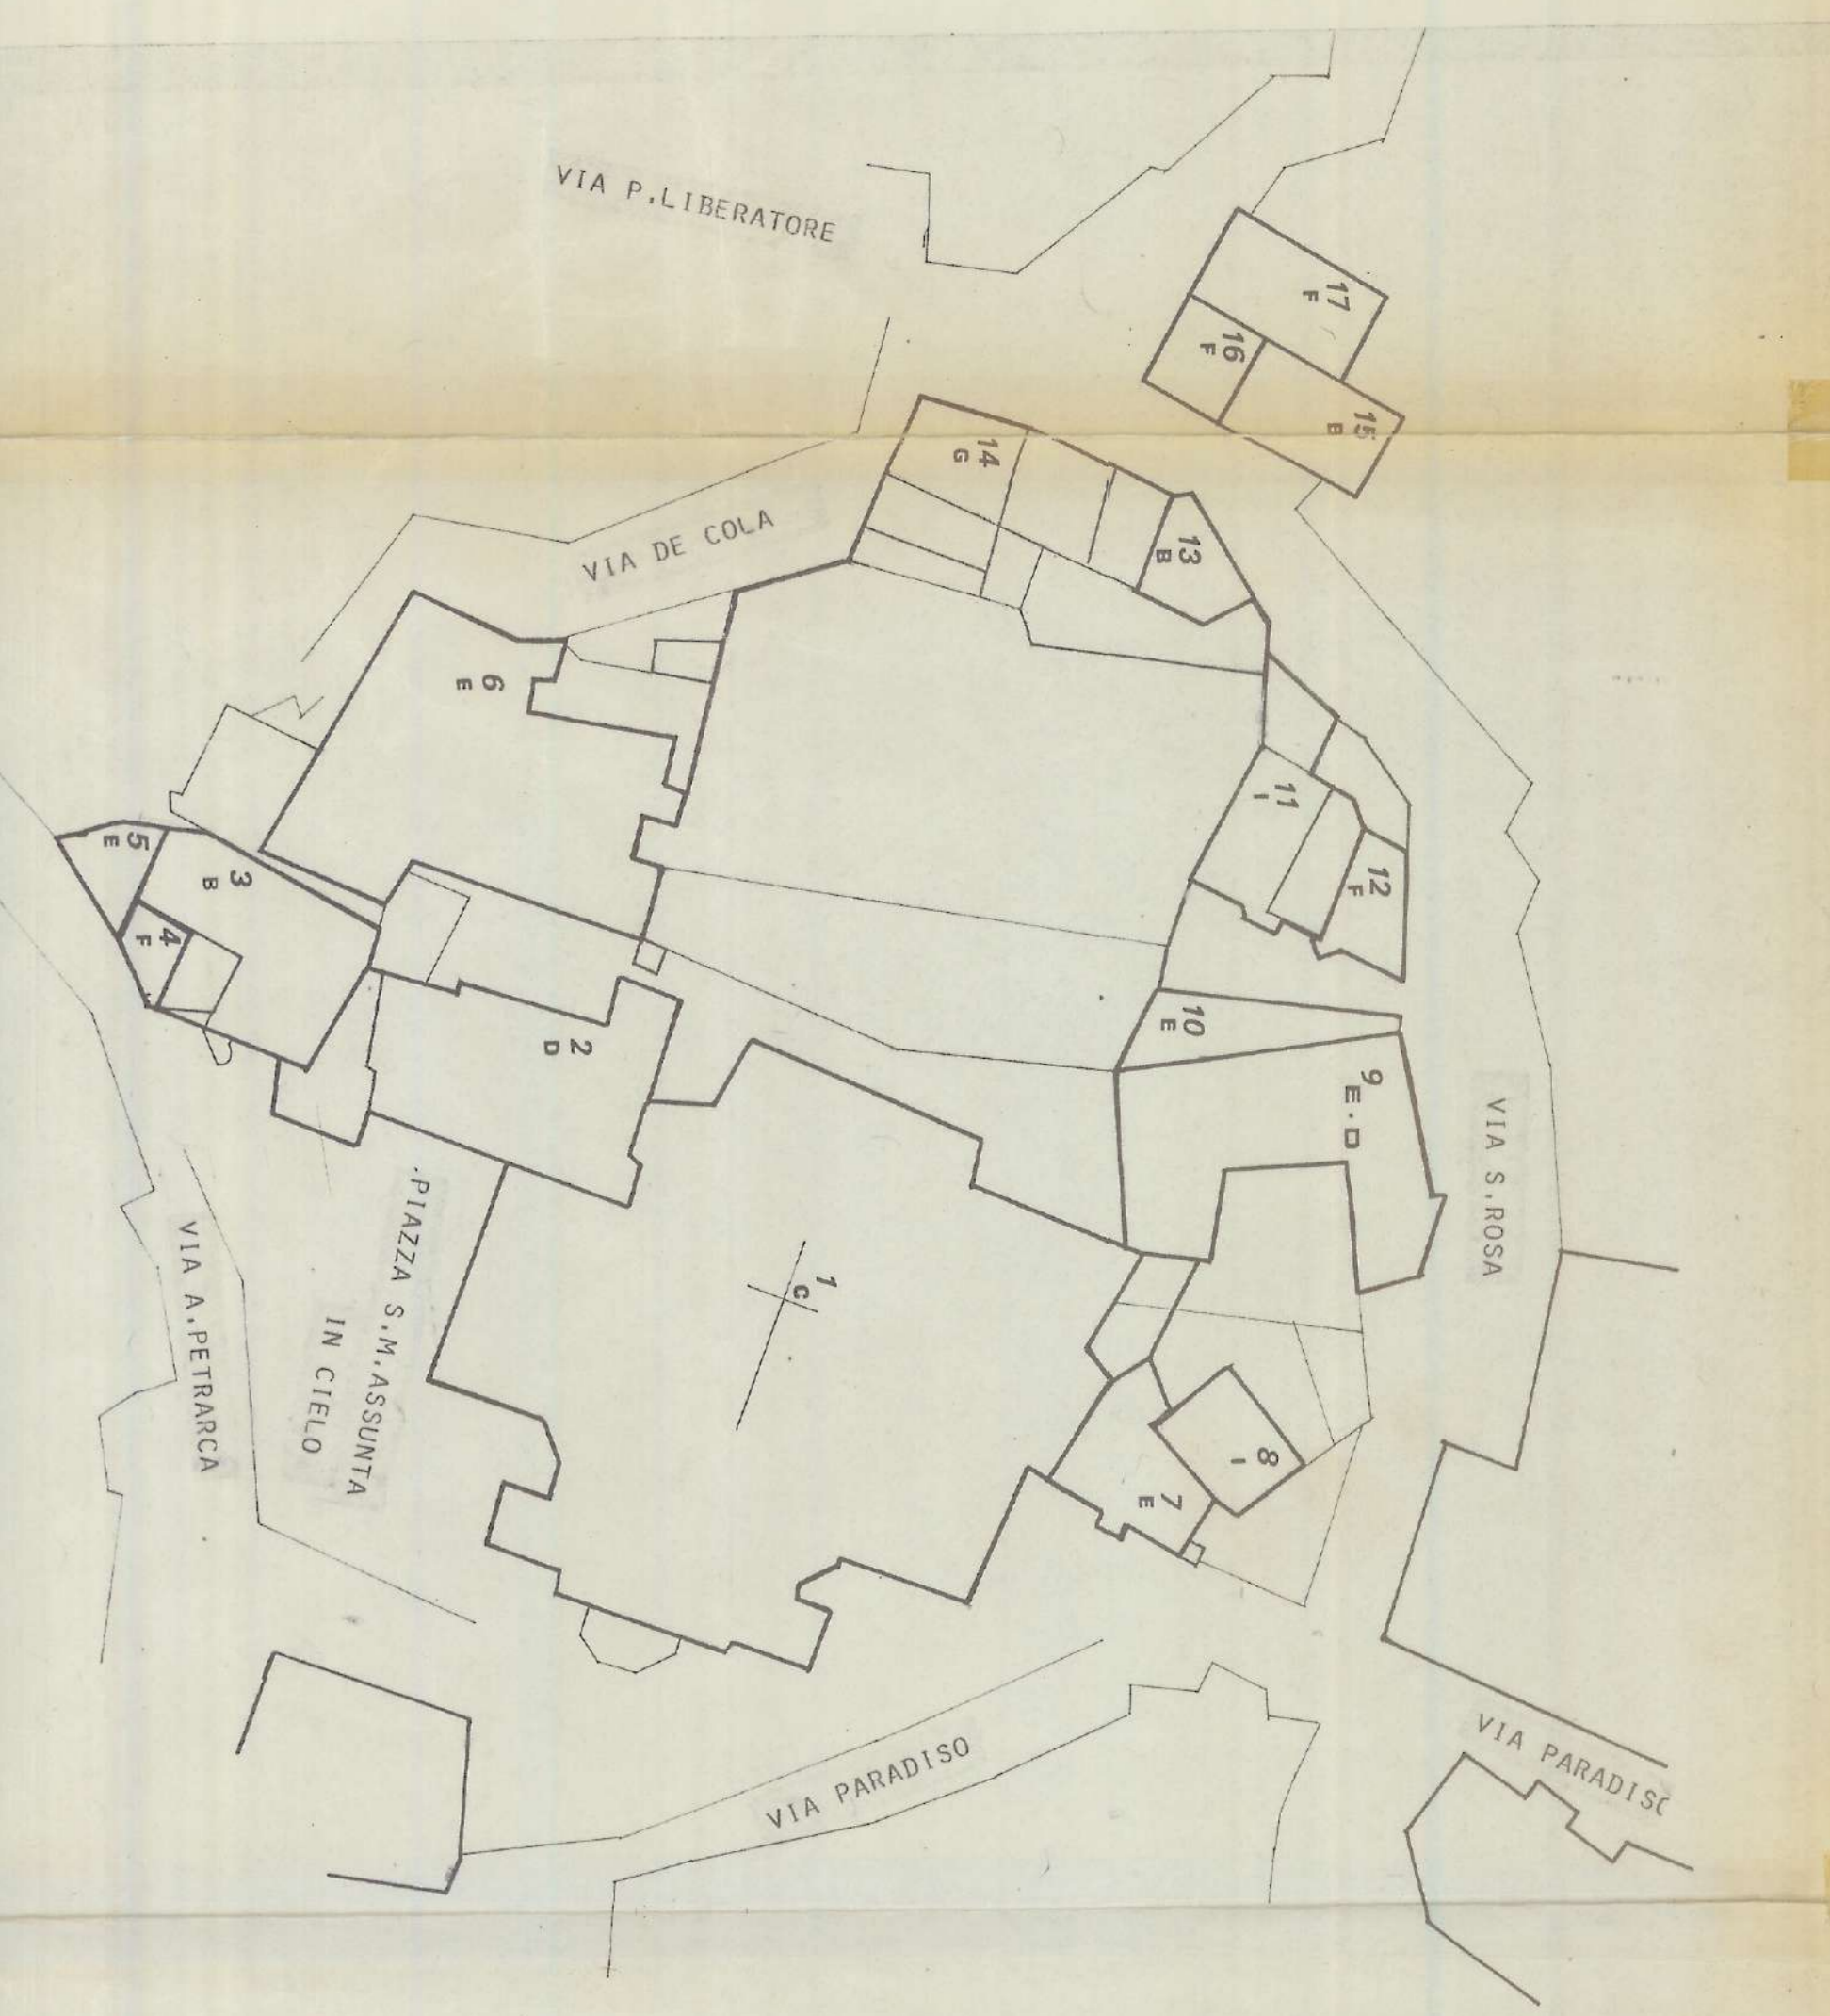 VIA P.LIBERATORE
17
F
16
F
15
B
14
G
13
B
VIA DE COLA
6
E
11
I
12
F
5
E
3
B
4
F
10
E
2
D
9
E.D
VIA S.ROSA
PIAZZA S.M.ASSUNTA
IN CIELO
VIA A.PETRARCA
1
C
8
I
7
E
VIA PARADISO
VIA PARADISO